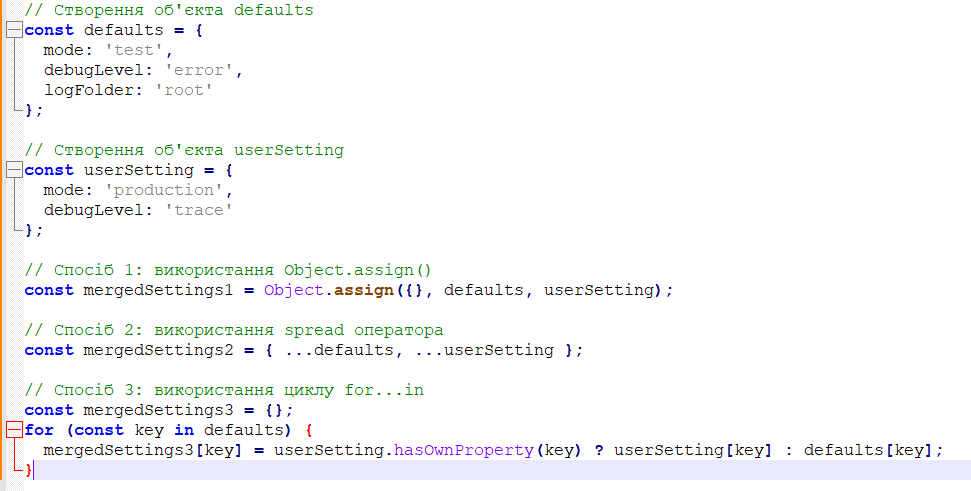 // Створення об'єкта defaults
const defaults = {
  mode: 'test',
  debugLevel: 'error',
  logFolder: 'root'
};
// Створення об'єкта userSetting
const userSetting = {
  mode: 'production',
  debugLevel: 'trace'
};
// Спосіб 1: використання Object.assign()
const mergedSettings1 = Object.assign({}, defaults, userSetting);
// Спосіб 2: використання spread оператора
const mergedSettings2 = { ...defaults, ...userSetting };
// Спосіб 3: використання циклу for...in
const mergedSettings3 = {};
for (const key in defaults) {
  mergedSettings3[key] = userSetting.hasOwnProperty(key) ? userSetting[key] : defaults[key];
}